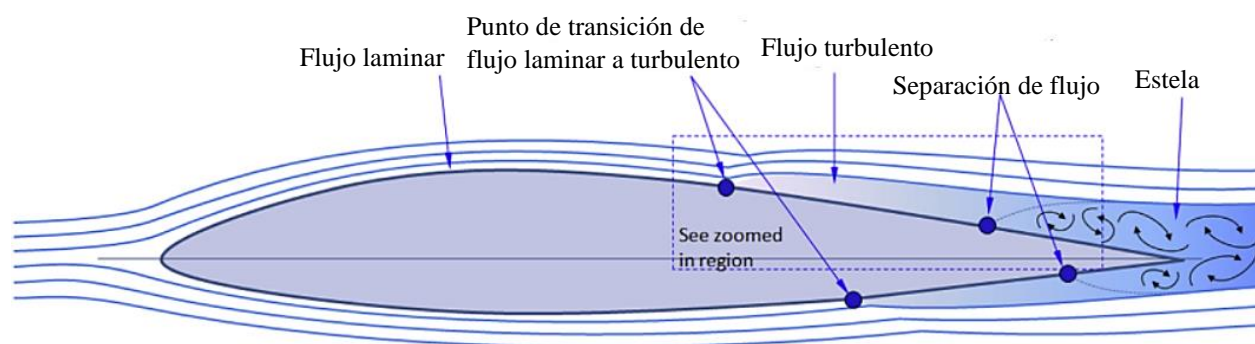 Flujo laminar
Punto de transición de
flujo laminar a turbulento
Flujo turbulento
Separación de flujo
Estela
See zoomed
in region